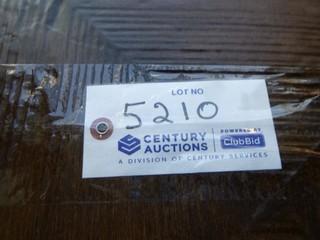 LOT NO
5210
CENTURY AUCTIONS
POWERED BY
ClubBid
A DIVISION OF CENTURY SERVICES